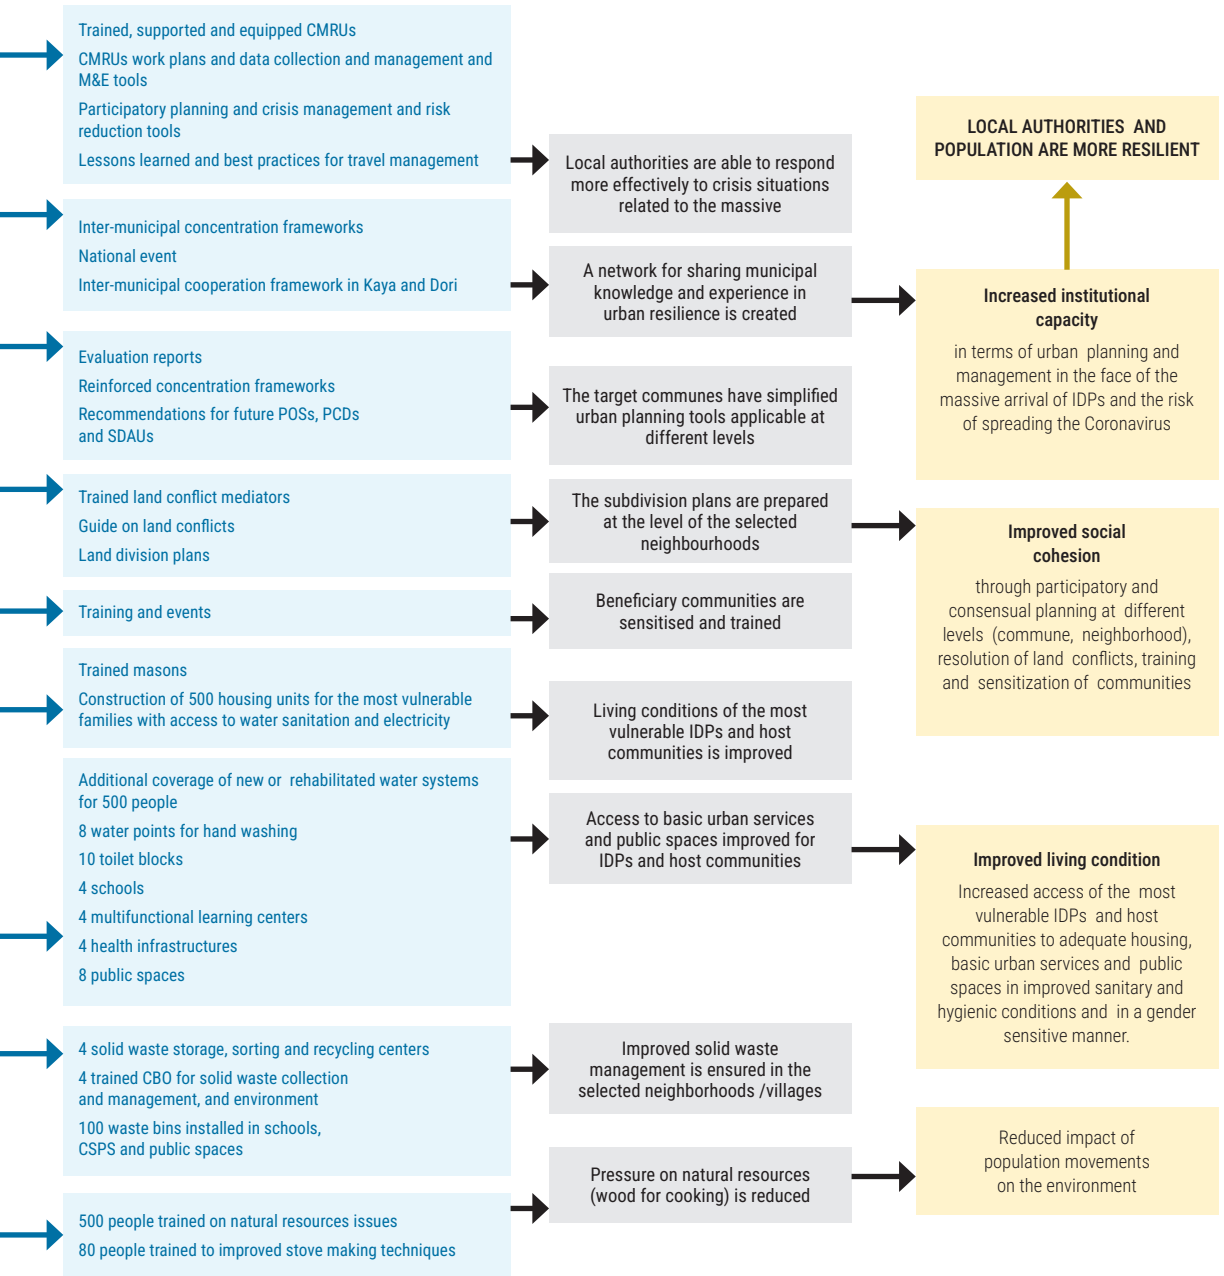 Trained, supported and equipped CMRUs
CMRUs work plans and data collection and management and
M&E tools
Participatory planning and crisis management and risk
reduction tools
Lessons learned and best practices for travel management
Inter-municipal concentration frameworks
National event
Inter-municipal cooperation framework in Kaya and Dori
Evaluation reports
Reinforced concentration frameworks
Recommendations for future POSs, PCDs
and SDAUs
Trained land conflict mediators
Guide on land conflicts
Land division plans
Training and events
Trained masons
Construction of 500 housing units for the most vulnerable
families with access to water sanitation and electricity
Additional coverage of new or rehabilitated water systems
for 500 people
8 water points for hand washing
10 toilet blocks
4 schools
4 multifunctional learning centers
4 health infrastructures
8 public spaces
4 solid waste storage, sorting and recycling centers
4 trained CBO for solid waste collection
and management, and environment
100 waste bins installed in schools,
CSPS and public spaces
500 people trained on natural resources issues
80 people trained to improved stove making techniques
Local authorities are able to respond
more effectively to crisis situations
related to the massive
A network for sharing municipal
knowledge and experience in
urban resilience is created
The target communes have simplified
urban planning tools applicable at
different levels
The subdivision plans are prepared
at the level of the selected
neighbourhoods
Beneficiary communities are
sensitised and trained
Living conditions of the most
vulnerable IDPs and host
communities is improved
Access to basic urban services
and public spaces improved for
IDPs and host communities
Improved solid waste
management is ensured in the
selected neighborhoods /villages
Pressure on natural resources
(wood for cooking) is reduced
LOCAL AUTHORITIES AND
POPULATION ARE MORE RESILIENT
Increased institutional
capacity
in terms of urban planning and
management in the face of the
massive arrival of IDPs and the risk
of spreading the Coronavirus
Improved social
cohesion
through participatory and
consensual planning at different
levels (commune, neighborhood),
resolution of land conflicts, training
and sensitization of communities
Improved living condition
Increased access of the most
vulnerable IDPs and host
communities to adequate housing,
basic urban services and public
spaces in improved sanitary and
hygienic conditions and in a gender
sensitive manner.
Reduced impact of
population movements
on the environment